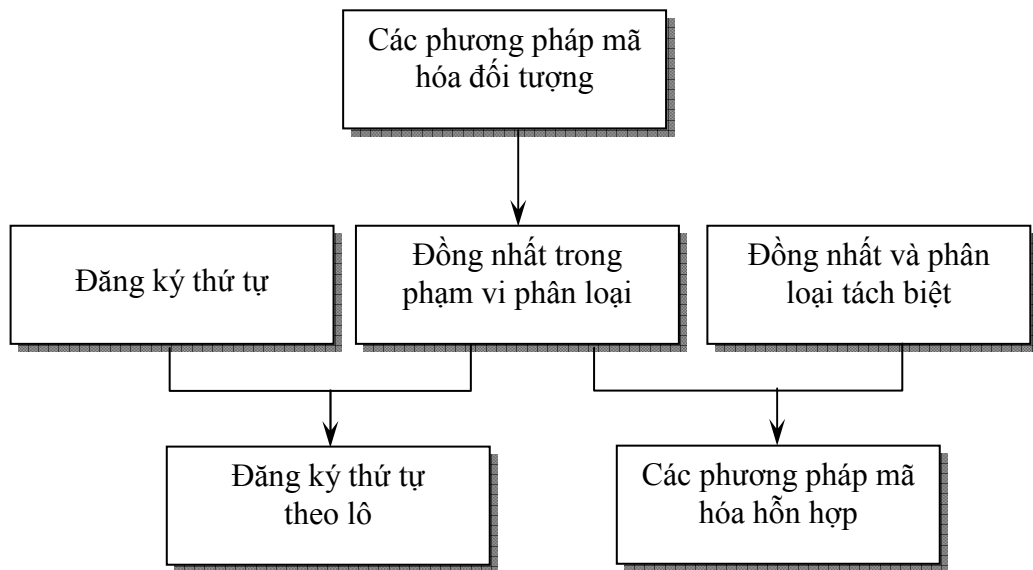 Các phương pháp mã
hóa đối tượng
Đăng ký thứ tự
Đồng nhất trong
phạm vi phân loại
Đồng nhất và phân
loại tách biệt
Đăng ký thứ tự
theo lô
Các phương pháp mã
hóa hỗn hợp